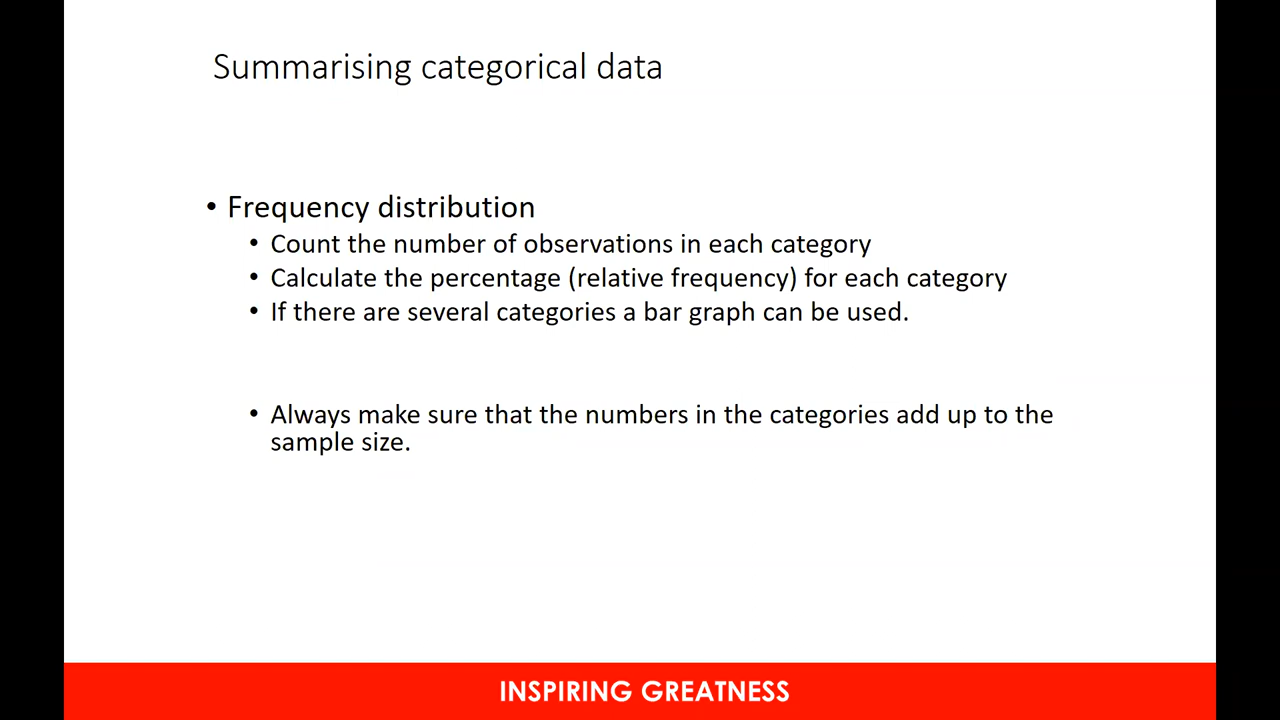 Summarising categorical data
• Frequency distribution
• Count the number of observations in each category
• Calculate the percentage (relative frequency) for each category
• If there are several categories a bar graph can be used.
• Always make sure that the numbers in the categories add up to the
sample size.
INSPIRING GREATNESS